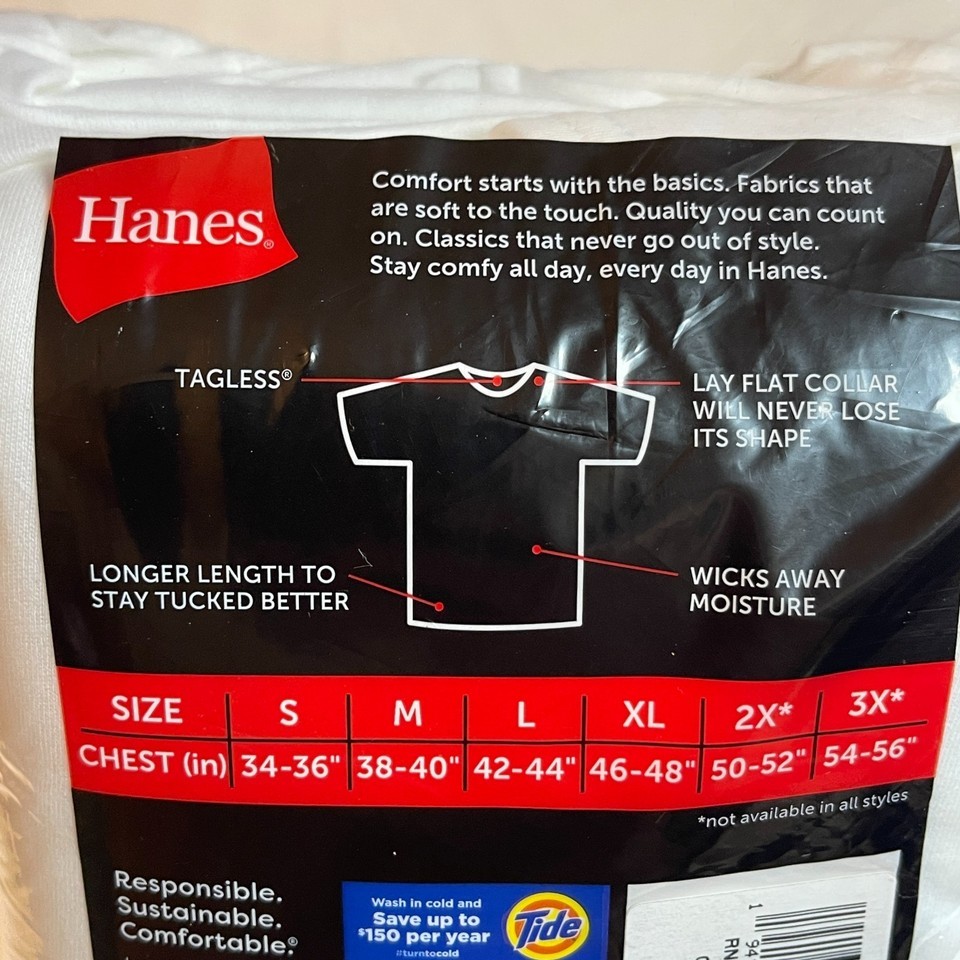 Hanes®
Comfort starts with the basics. Fabrics that
are soft to the touch. Quality you can count
on. Classics that never go out of style.
Stay comfy all day, every day in Hanes.
TAGLESS®
LAY FLAT COLLAR
WILL NEVER LOSE
ITS SHAPE
LONGER LENGTH TO
STAY TUCKED BETTER
WICKS AWAY
MOISTURE
SIZE S M L XL 2X* 3X*
CHEST (in) 34-36" 38-40" 42-44" 46-48" 50-52" 54-56"
*not available in all styles
Responsible.
Sustainable.
Comfortable®
Wash in cold and
Save up to
$150 per year
#turntocold
Tide
1 94
RN